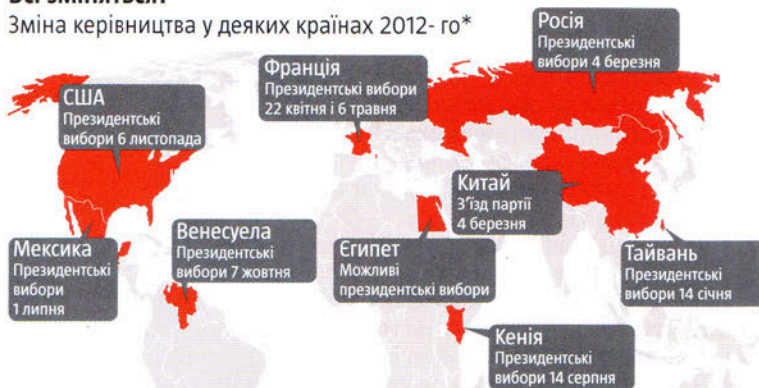 Зміна керівництва у деяких країнах 2012- го*
Росія
Президентські
вибори 4 березня
Франція
Президентські вибори
22 квітня і 6 травня
США
Президентські
вибори 6 листопада
Китай
З’їзд партії
4 березня
Венесуела
Президентські
вибори 7 жовтня
Мексика
Президентські
вибори
1 липня
Єгипет
Можливі
президентські вибори
Тайвань
Президентські
вибори 14 січня
Кенія
Президентські
вибори 14 серпня